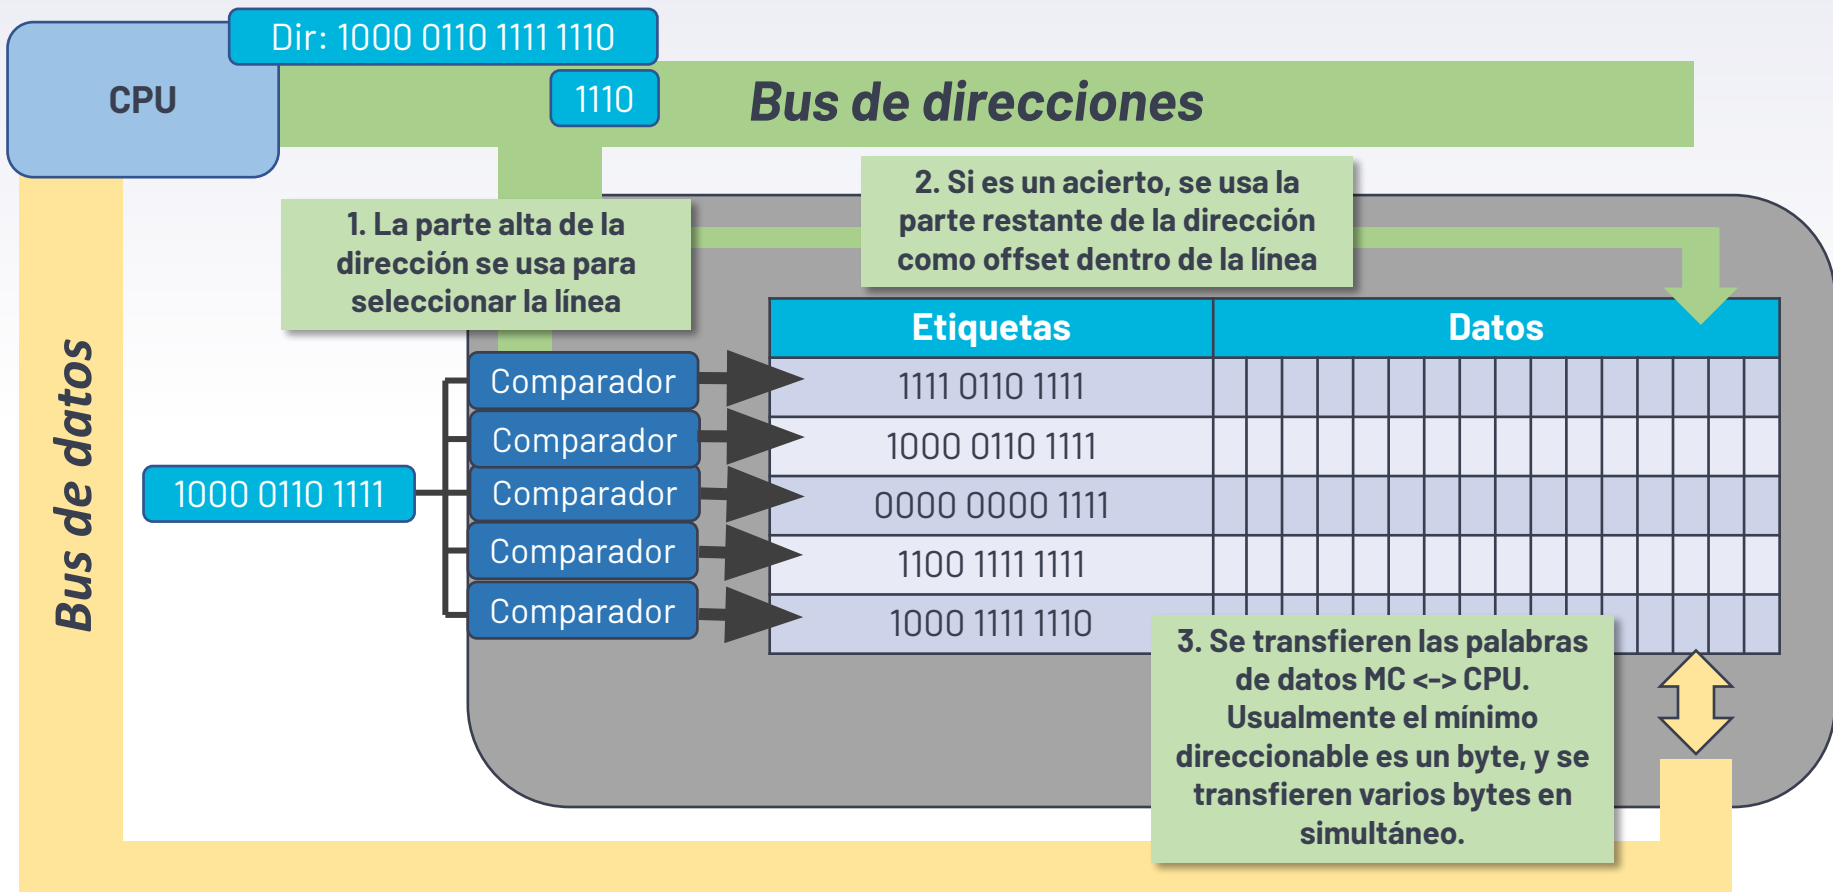 Dir: 1000 0110 1111 1110
CPU
1110
Bus de direcciones
1. La parte alta de la
dirección se usa para
seleccionar la línea
2. Si es un acierto, se usa la
parte restante de la dirección
como offset dentro de la línea
Etiquetas
Datos
Comparador
1111 0110 1111
Comparador
1000 0110 1111
Comparador
0000 0000 1111
Comparador
1100 1111 1111
Comparador
1000 1111 1110
1000 0110 1111
Bus de datos
3. Se transfieren las palabras
de datos MC <-> CPU.
Usualmente el mínimo
direccionable es un byte, y se
transfieren varios bytes en
simultáneo.